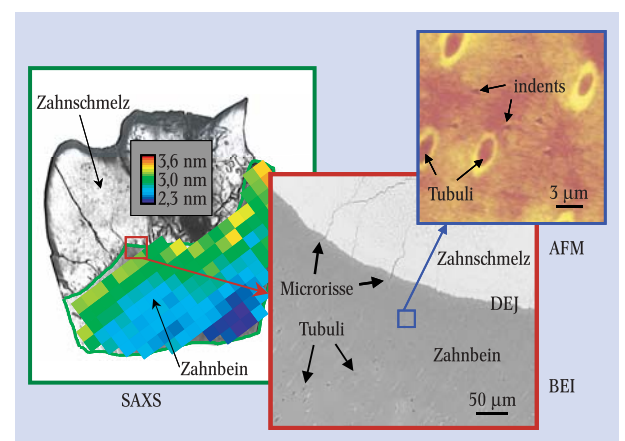 Zahnschmelz
3,6 nm
3,0 nm
2,3 nm
Zahnbein
SAXS
indents
Tubuli
3 µm
AFM
Zahnschmelz
Microrisse
DEJ
Tubuli
Zahnbein
50 µm
BEI